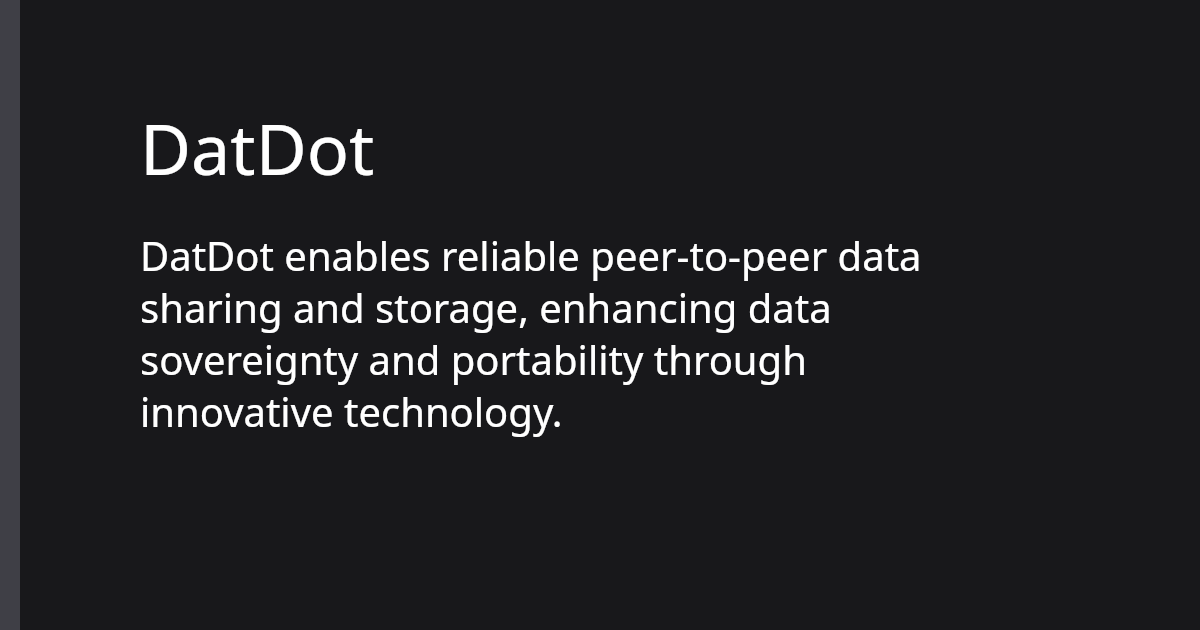 DatDot
DatDot enables reliable peer-to-peer data
sharing and storage, enhancing data
sovereignty and portability through
innovative technology.